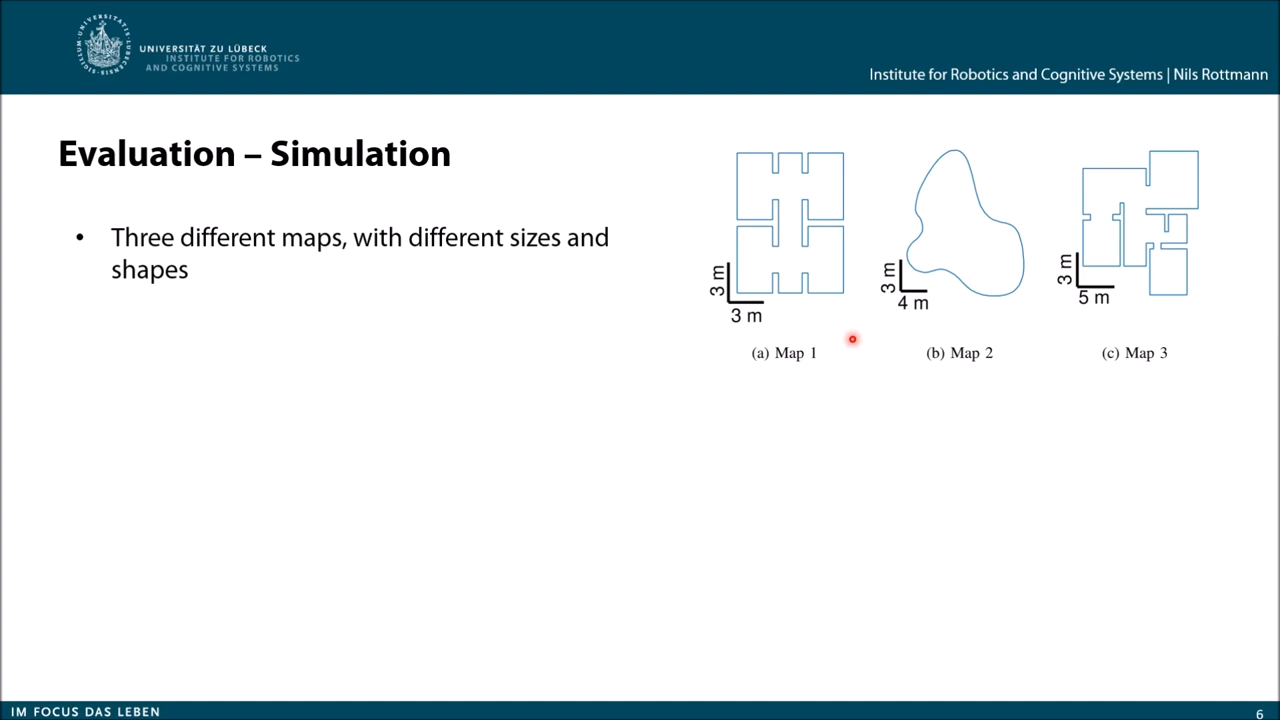 UNIVERSITÄT ZU LÜBECK
INSTITUTE FOR ROBOTICS
AND COGNITIVE SYSTEMS
Institute for Robotics and Cognitive Systems | Nils Rottmann
Evaluation – Simulation
• Three different maps, with different sizes and
shapes
3 m
3 m
(a) Map 1
3 m
4 m
(b) Map 2
3 m
5 m
(c) Map 3
IM FOCUS DAS LEBEN
6